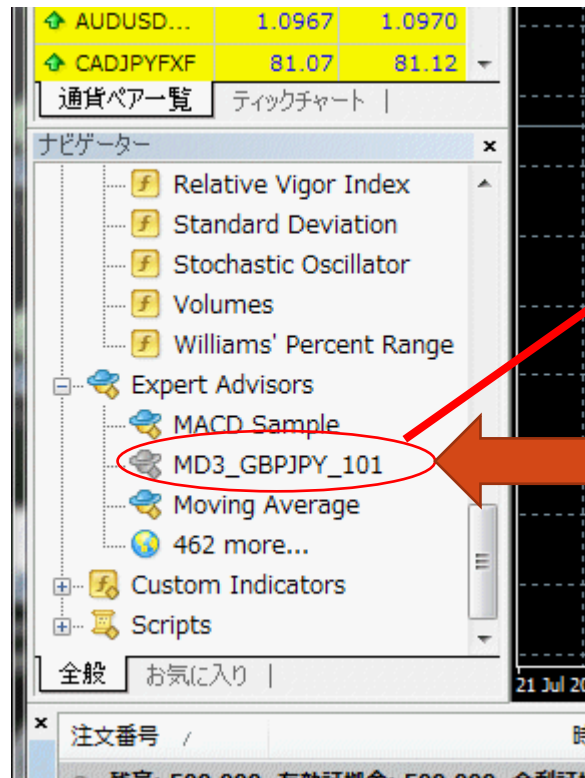 AUDUSD... 1.0967 1.0970
CADJPYFXF 81.07 81.12
通貨ペア一覧 ティックチャート
ナビゲーター
Relative Vigor Index
Standard Deviation
Stochastic Oscillator
Volumes
Williams' Percent Range
Expert Advisors
MACD Sample
MD3_GBPJPY_101
Moving Average
462 more...
Custom Indicators
Scripts
全般 お気に入り
21 Jul 20
注文番号 /